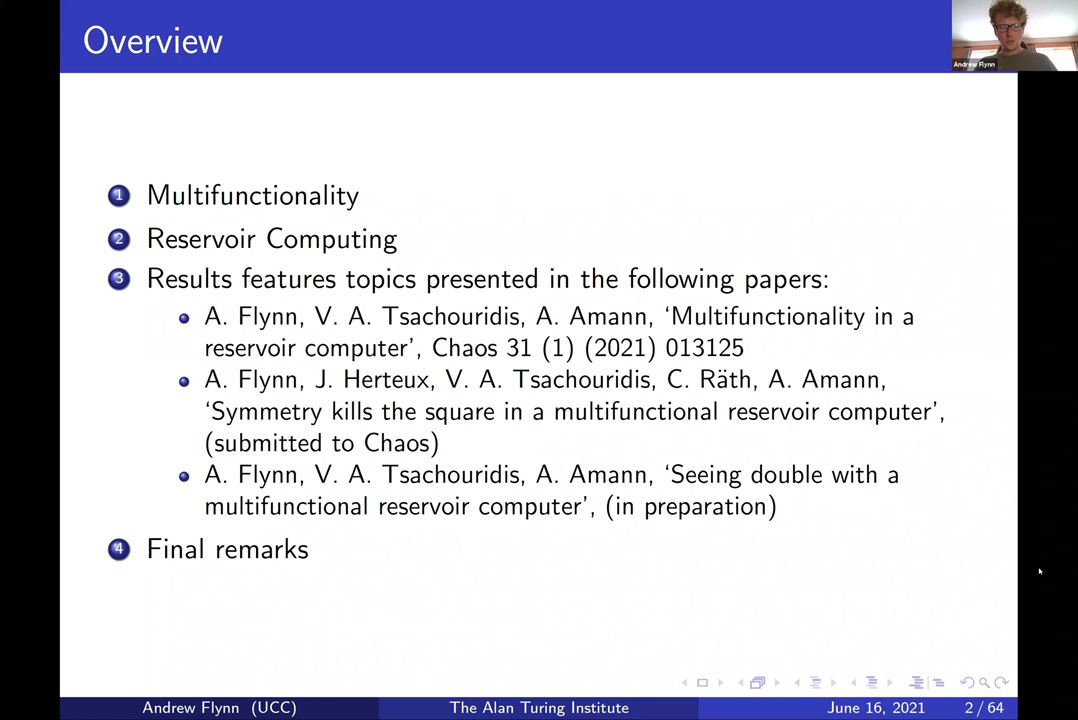 Overview
Andrew Flynn
1 Multifunctionality
2 Reservoir Computing
3 Results features topics presented in the following papers:
A. Flynn, V. A. Tsachouridis, A. Amann, ‘Multifunctionality in a
reservoir computer’, Chaos 31 (1) (2021) 013125
A. Flynn, J. Herteux, V. A. Tsachouridis, C. Räth, A. Amann,
‘Symmetry kills the square in a multifunctional reservoir computer’,
(submitted to Chaos)
A. Flynn, V. A. Tsachouridis, A. Amann, ‘Seeing double with a
multifunctional reservoir computer’, (in preparation)
4 Final remarks
Andrew Flynn (UCC) The Alan Turing Institute June 16, 2021 2 / 64